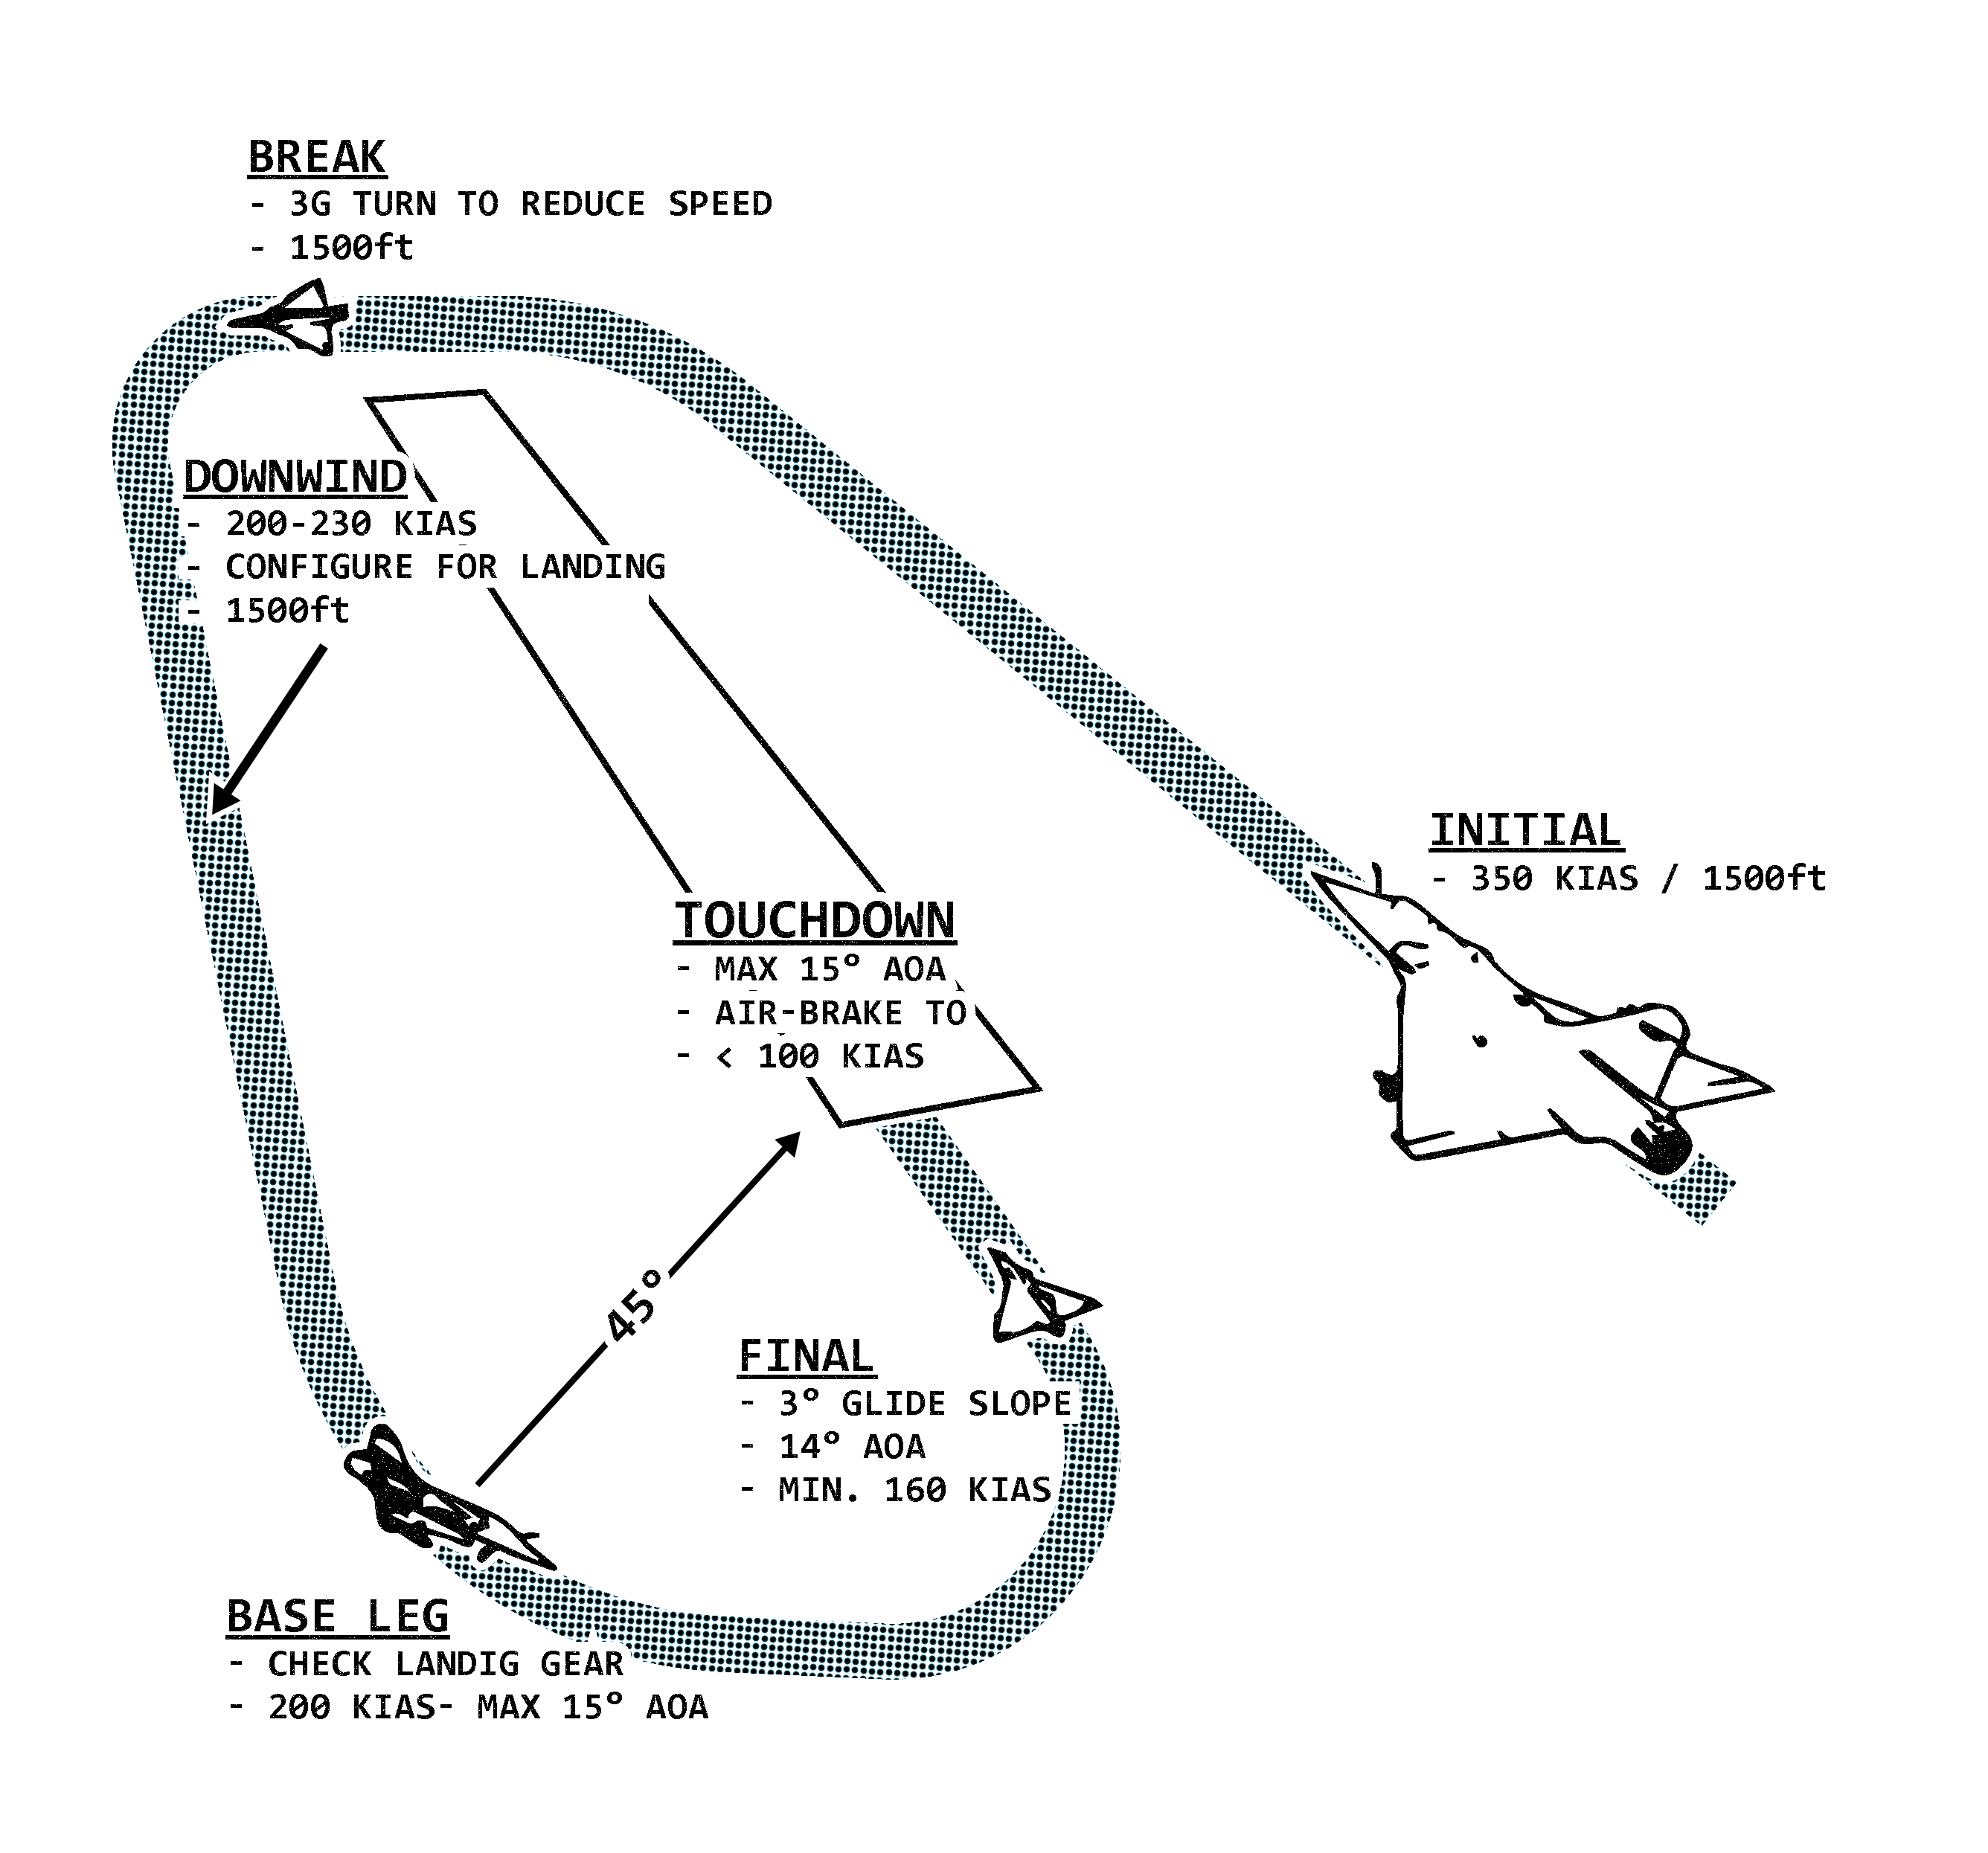 BREAK
- 3G TURN TO REDUCE SPEED
- 1500ft
DOWNWIND
- 200-230 KIAS
- CONFIGURE FOR LANDING
- 1500ft
INITIAL
- 350 KIAS / 1500ft
TOUCHDOWN
- MAX 15° AOA
- AIR-BRAKE TO
- < 100 KIAS
45°
FINAL
- 3° GLIDE SLOPE
- 14° AOA
- MIN. 160 KIAS
BASE LEG
- CHECK LANDIG GEAR
- 200 KIAS- MAX 15° AOA